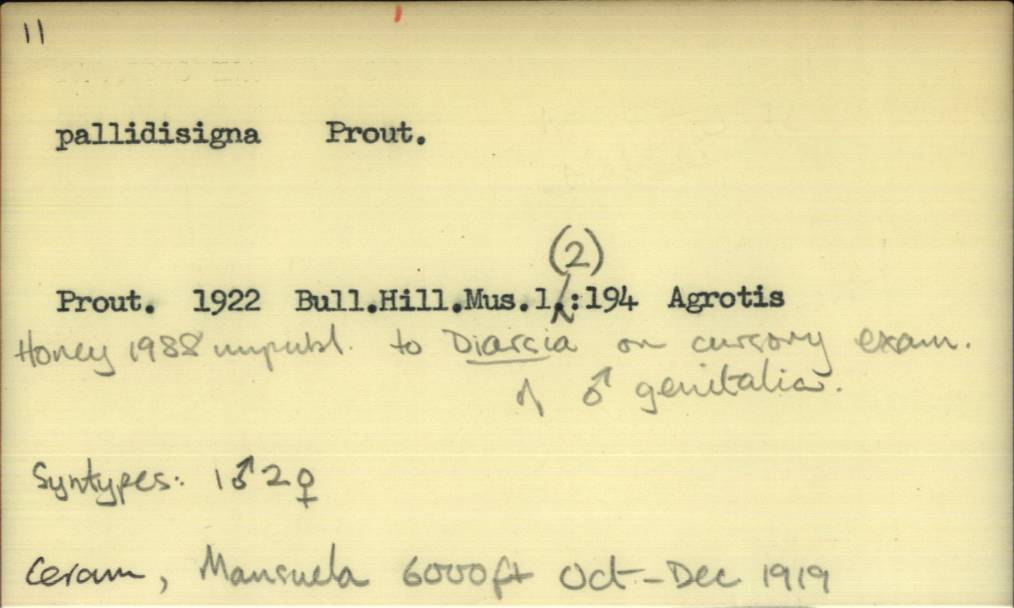 11
pallidisigna Prout.
(2)
Prout. 1922 Bull.Hill.Mus.1.:194 Agrotis
Honey 1988 unpubl. to Diarsia on cursory exam.
of ♂ genitalia.
Syntypes: 1♂ 2♀
Ceram, Mansuela 6000ft Oct-Dec 1919